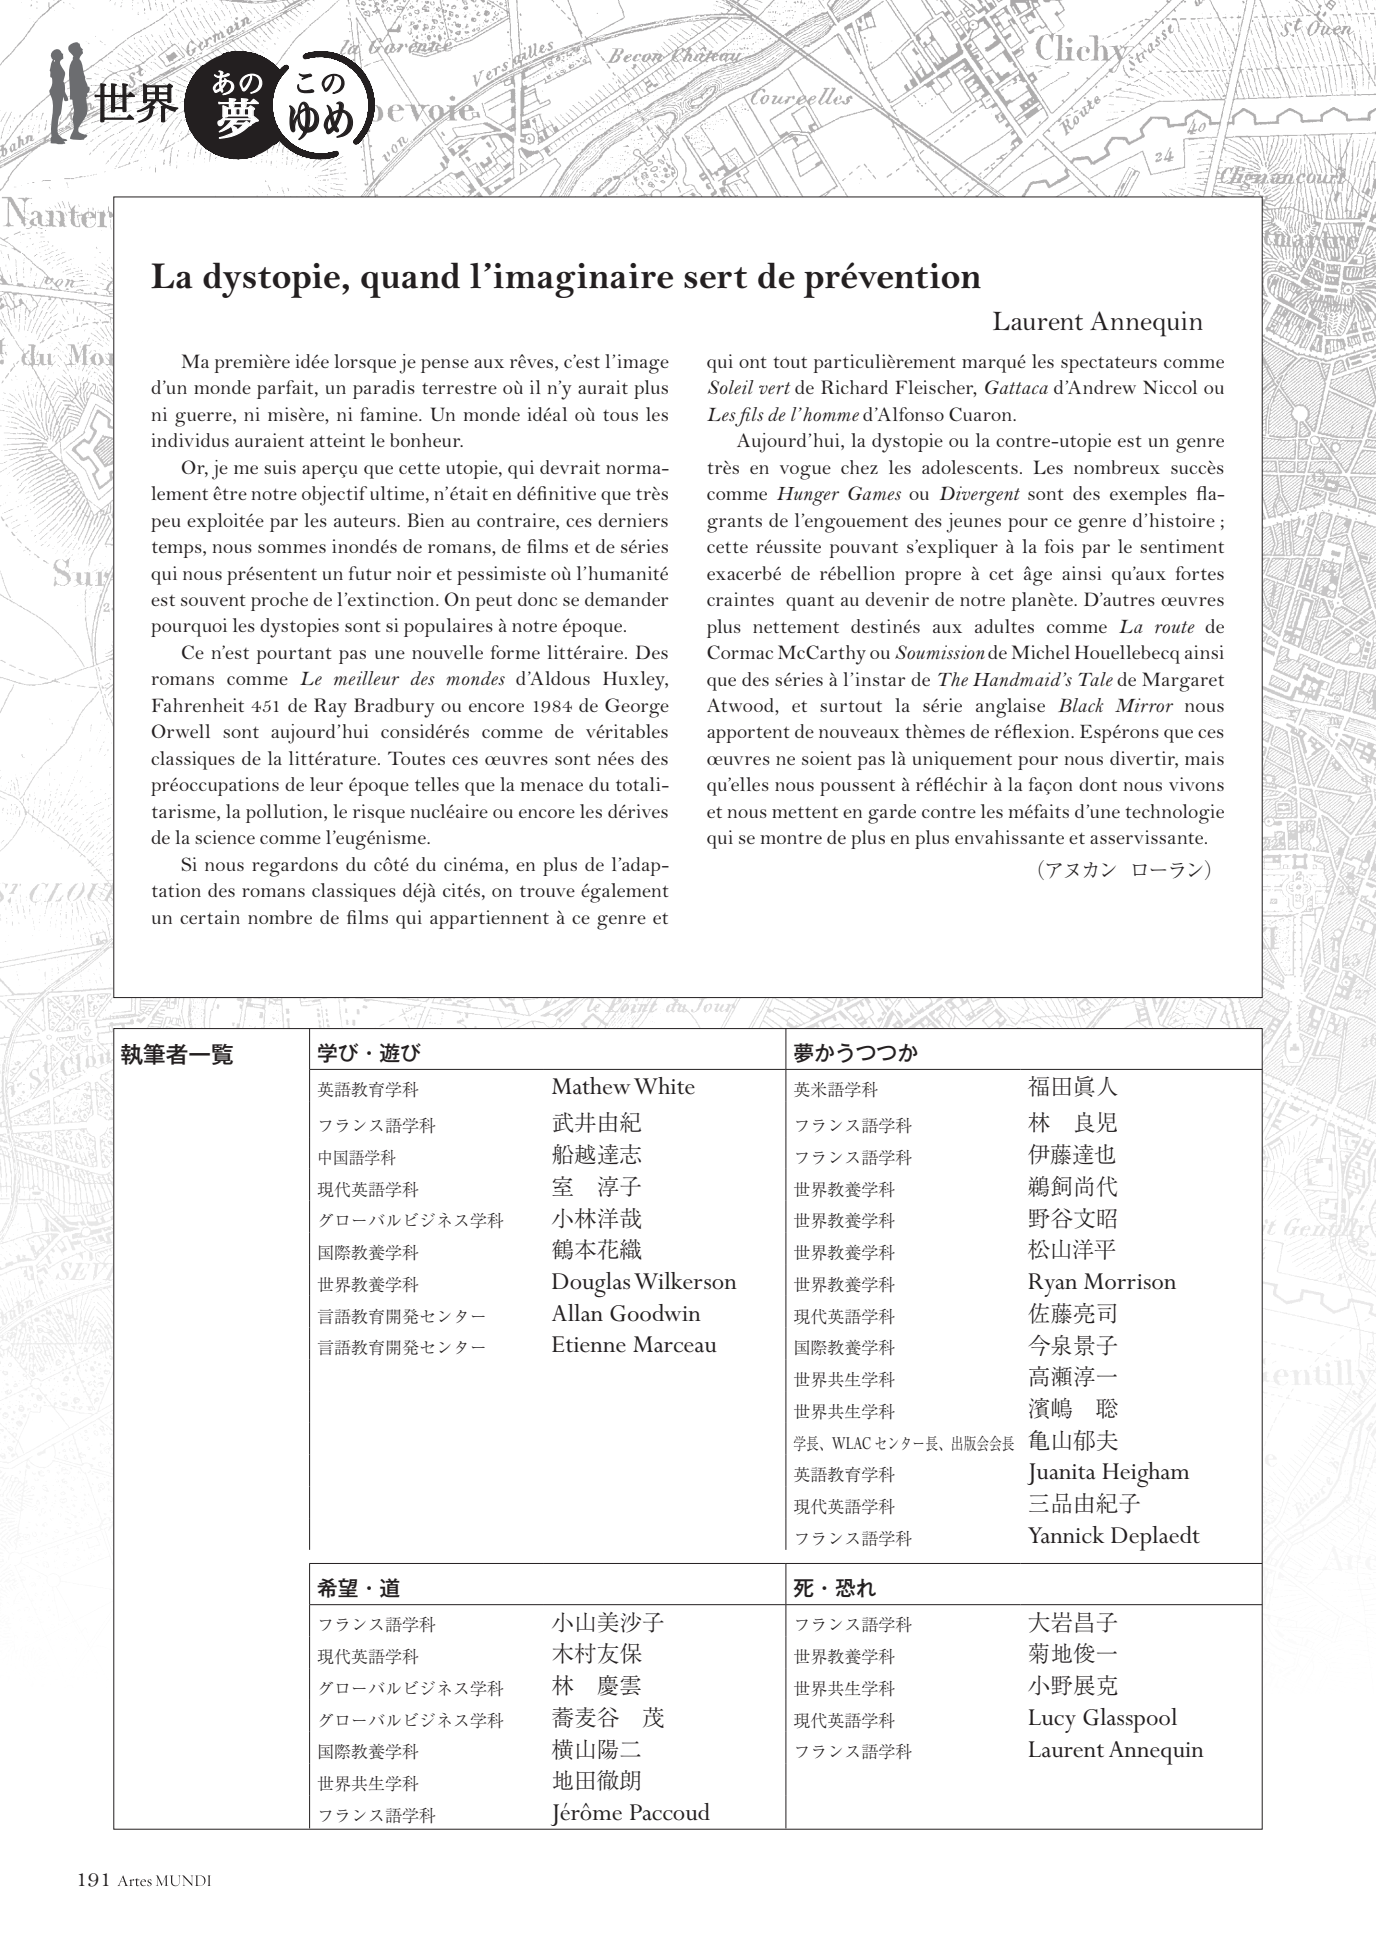 世界 あの夢 このゆめ
Germain
la Garenne
Versailles
Becon Château
Clichy
Strasse
St Ouen
Courcelles
Route
bahn
von
bevoie
40
24
Clignancourt
Nanter
von
du Mo
Sur
le Point du Jour
Gentilly
entilly
La dystopie, quand l’imaginaire sert de prévention
Laurent Annequin
Ma première idée lorsque je pense aux rêves, c’est l’image
d’un monde parfait, un paradis terrestre où il n’y aurait plus
ni guerre, ni misère, ni famine. Un monde idéal où tous les
individus auraient atteint le bonheur.
Or, je me suis aperçu que cette utopie, qui devrait norma-
lement être notre objectif ultime, n’était en définitive que très
peu exploitée par les auteurs. Bien au contraire, ces derniers
temps, nous sommes inondés de romans, de films et de séries
qui nous présentent un futur noir et pessimiste où l’humanité
est souvent proche de l’extinction. On peut donc se demander
pourquoi les dystopies sont si populaires à notre époque.
Ce n’est pourtant pas une nouvelle forme littéraire. Des
romans comme Le meilleur des mondes d’Aldous Huxley,
Fahrenheit 451 de Ray Bradbury ou encore 1984 de George
Orwell sont aujourd’hui considérés comme de véritables
classiques de la littérature. Toutes ces œuvres sont nées des
préoccupations de leur époque telles que la menace du totali-
tarisme, la pollution, le risque nucléaire ou encore les dérives
de la science comme l’eugénisme.
Si nous regardons du côté du cinéma, en plus de l’adap-
tation des romans classiques déjà cités, on trouve également
un certain nombre de films qui appartiennent à ce genre et
qui ont tout particulièrement marqué les spectateurs comme
Soleil vert de Richard Fleischer, Gattaca d’Andrew Niccol ou
Les fils de l’homme d’Alfonso Cuaron.
Aujourd’hui, la dystopie ou la contre-utopie est un genre
très en vogue chez les adolescents. Les nombreux succès
comme Hunger Games ou Divergent sont des exemples fla-
grants de l’engouement des jeunes pour ce genre d’histoire ;
cette réussite pouvant s’expliquer à la fois par le sentiment
exacerbé de rébellion propre à cet âge ainsi qu’aux fortes
craintes quant au devenir de notre planète. D’autres œuvres
plus nettement destinés aux adultes comme La route de
Cormac McCarthy ou Soumission de Michel Houellebecq ainsi
que des séries à l’instar de The Handmaid’s Tale de Margaret
Atwood, et surtout la série anglaise Black Mirror nous
apportent de nouveaux thèmes de réflexion. Espérons que ces
œuvres ne soient pas là uniquement pour nous divertir, mais
qu’elles nous poussent à réfléchir à la façon dont nous vivons
et nous mettent en garde contre les méfaits d’une technologie
qui se montre de plus en plus envahissante et asservissante.
（アヌカン ローラン）
執筆者一覧
学び・遊び
英語教育学科 Mathew White
フランス語学科 武井由紀
中国語学科 船越達志
現代英語学科 室　淳子
グローバルビジネス学科 小林洋哉
国際教養学科 鶴本花織
世界教養学科 Douglas Wilkerson
言語教育開発センター Allan Goodwin
言語教育開発センター Etienne Marceau
夢かうつつか
英米語学科 福田眞人
フランス語学科 林　良児
フランス語学科 伊藤達也
世界教養学科 鵜飼尚代
世界教養学科 野谷文昭
世界教養学科 松山洋平
世界教養学科 Ryan Morrison
現代英語学科 佐藤亮司
国際教養学科 今泉景子
世界共生学科 高瀬淳一
世界共生学科 濱嶋　聡
学長、WLAC センター長、出版会会長 亀山郁夫
英語教育学科 Juanita Heigham
現代英語学科 三品由紀子
フランス語学科 Yannick Deplaedt
希望・道
フランス語学科 小山美沙子
現代英語学科 木村友保
グローバルビジネス学科 林　慶雲
グローバルビジネス学科 蕎麦谷　茂
国際教養学科 横山陽二
世界共生学科 地田徹朗
フランス語学科 Jérôme Paccoud
死・恐れ
フランス語学科 大岩昌子
世界教養学科 菊地俊一
世界共生学科 小野展克
現代英語学科 Lucy Glasspool
フランス語学科 Laurent Annequin
191 Artes MUNDI